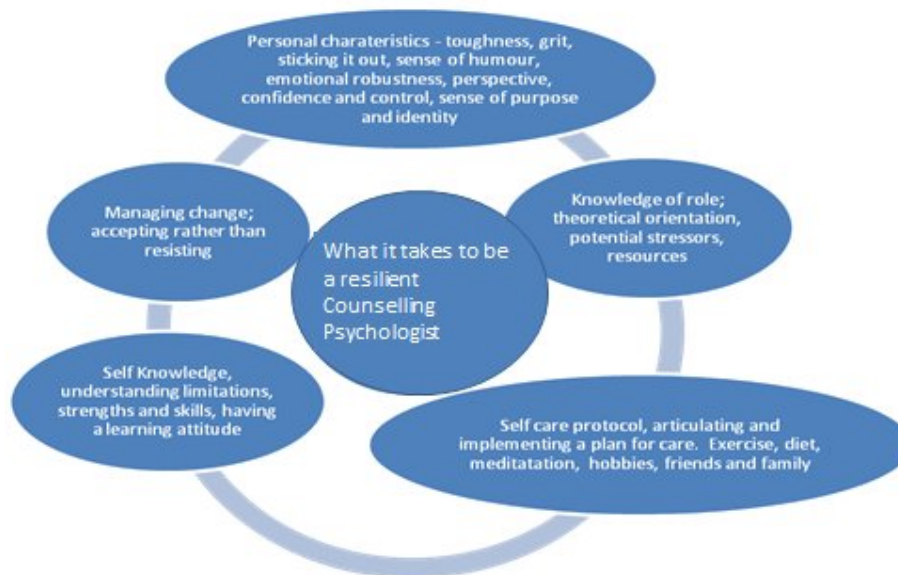 Personal charateristics - toughness, grit,
sticking it out, sense of humour,
emotional robustness, perspective,
confidence and control, sense of purpose
and identity
Managing change;
accepting rather than
resisting
What it takes to be
a resilient
Counselling
Psychologist
Knowledge of role;
theoretical orientation,
potential stressors,
resources
Self Knowledge,
understanding limitations,
strengths and skills, having
a learning attitude
Self care protocol, articulating and
implementing a plan for care. Exercise, diet,
meditatation, hobbies, friends and family